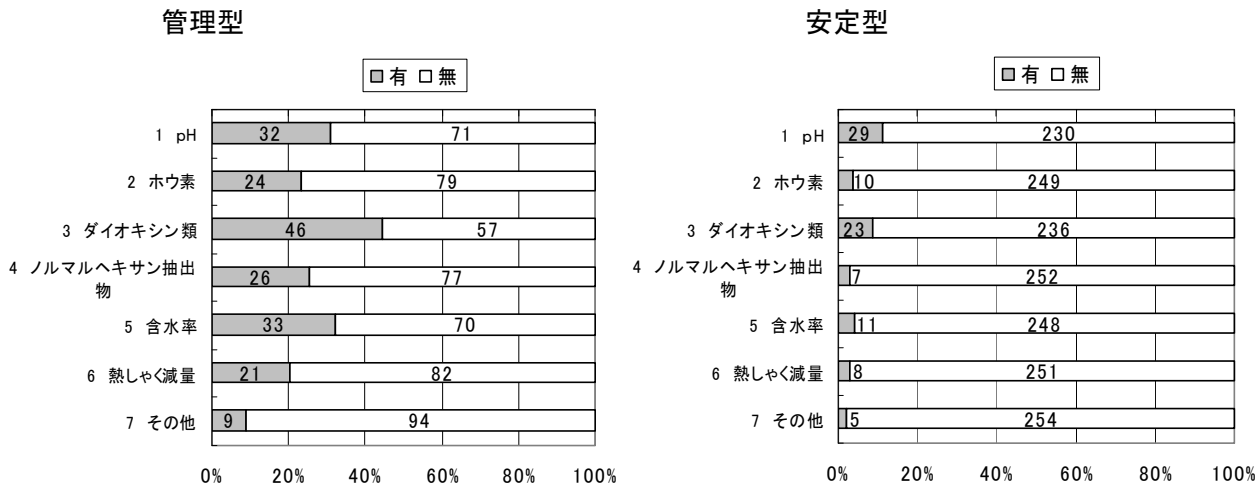 管理型
有 無
1 pH 32 71
2 ホウ素 24 79
3 ダイオキシン類 46 57
4 ノルマルヘキサン抽出
物 26 77
5 含水率 33 70
6 熱しゃく減量 21 82
7 その他 9 94
0% 20% 40% 60% 80% 100%
安定型
有 無
1 pH 29 230
2 ホウ素 10 249
3 ダイオキシン類 23 236
4 ノルマルヘキサン抽出
物 7 252
5 含水率 11 248
6 熱しゃく減量 8 251
7 その他 5 254
0% 20% 40% 60% 80% 100%